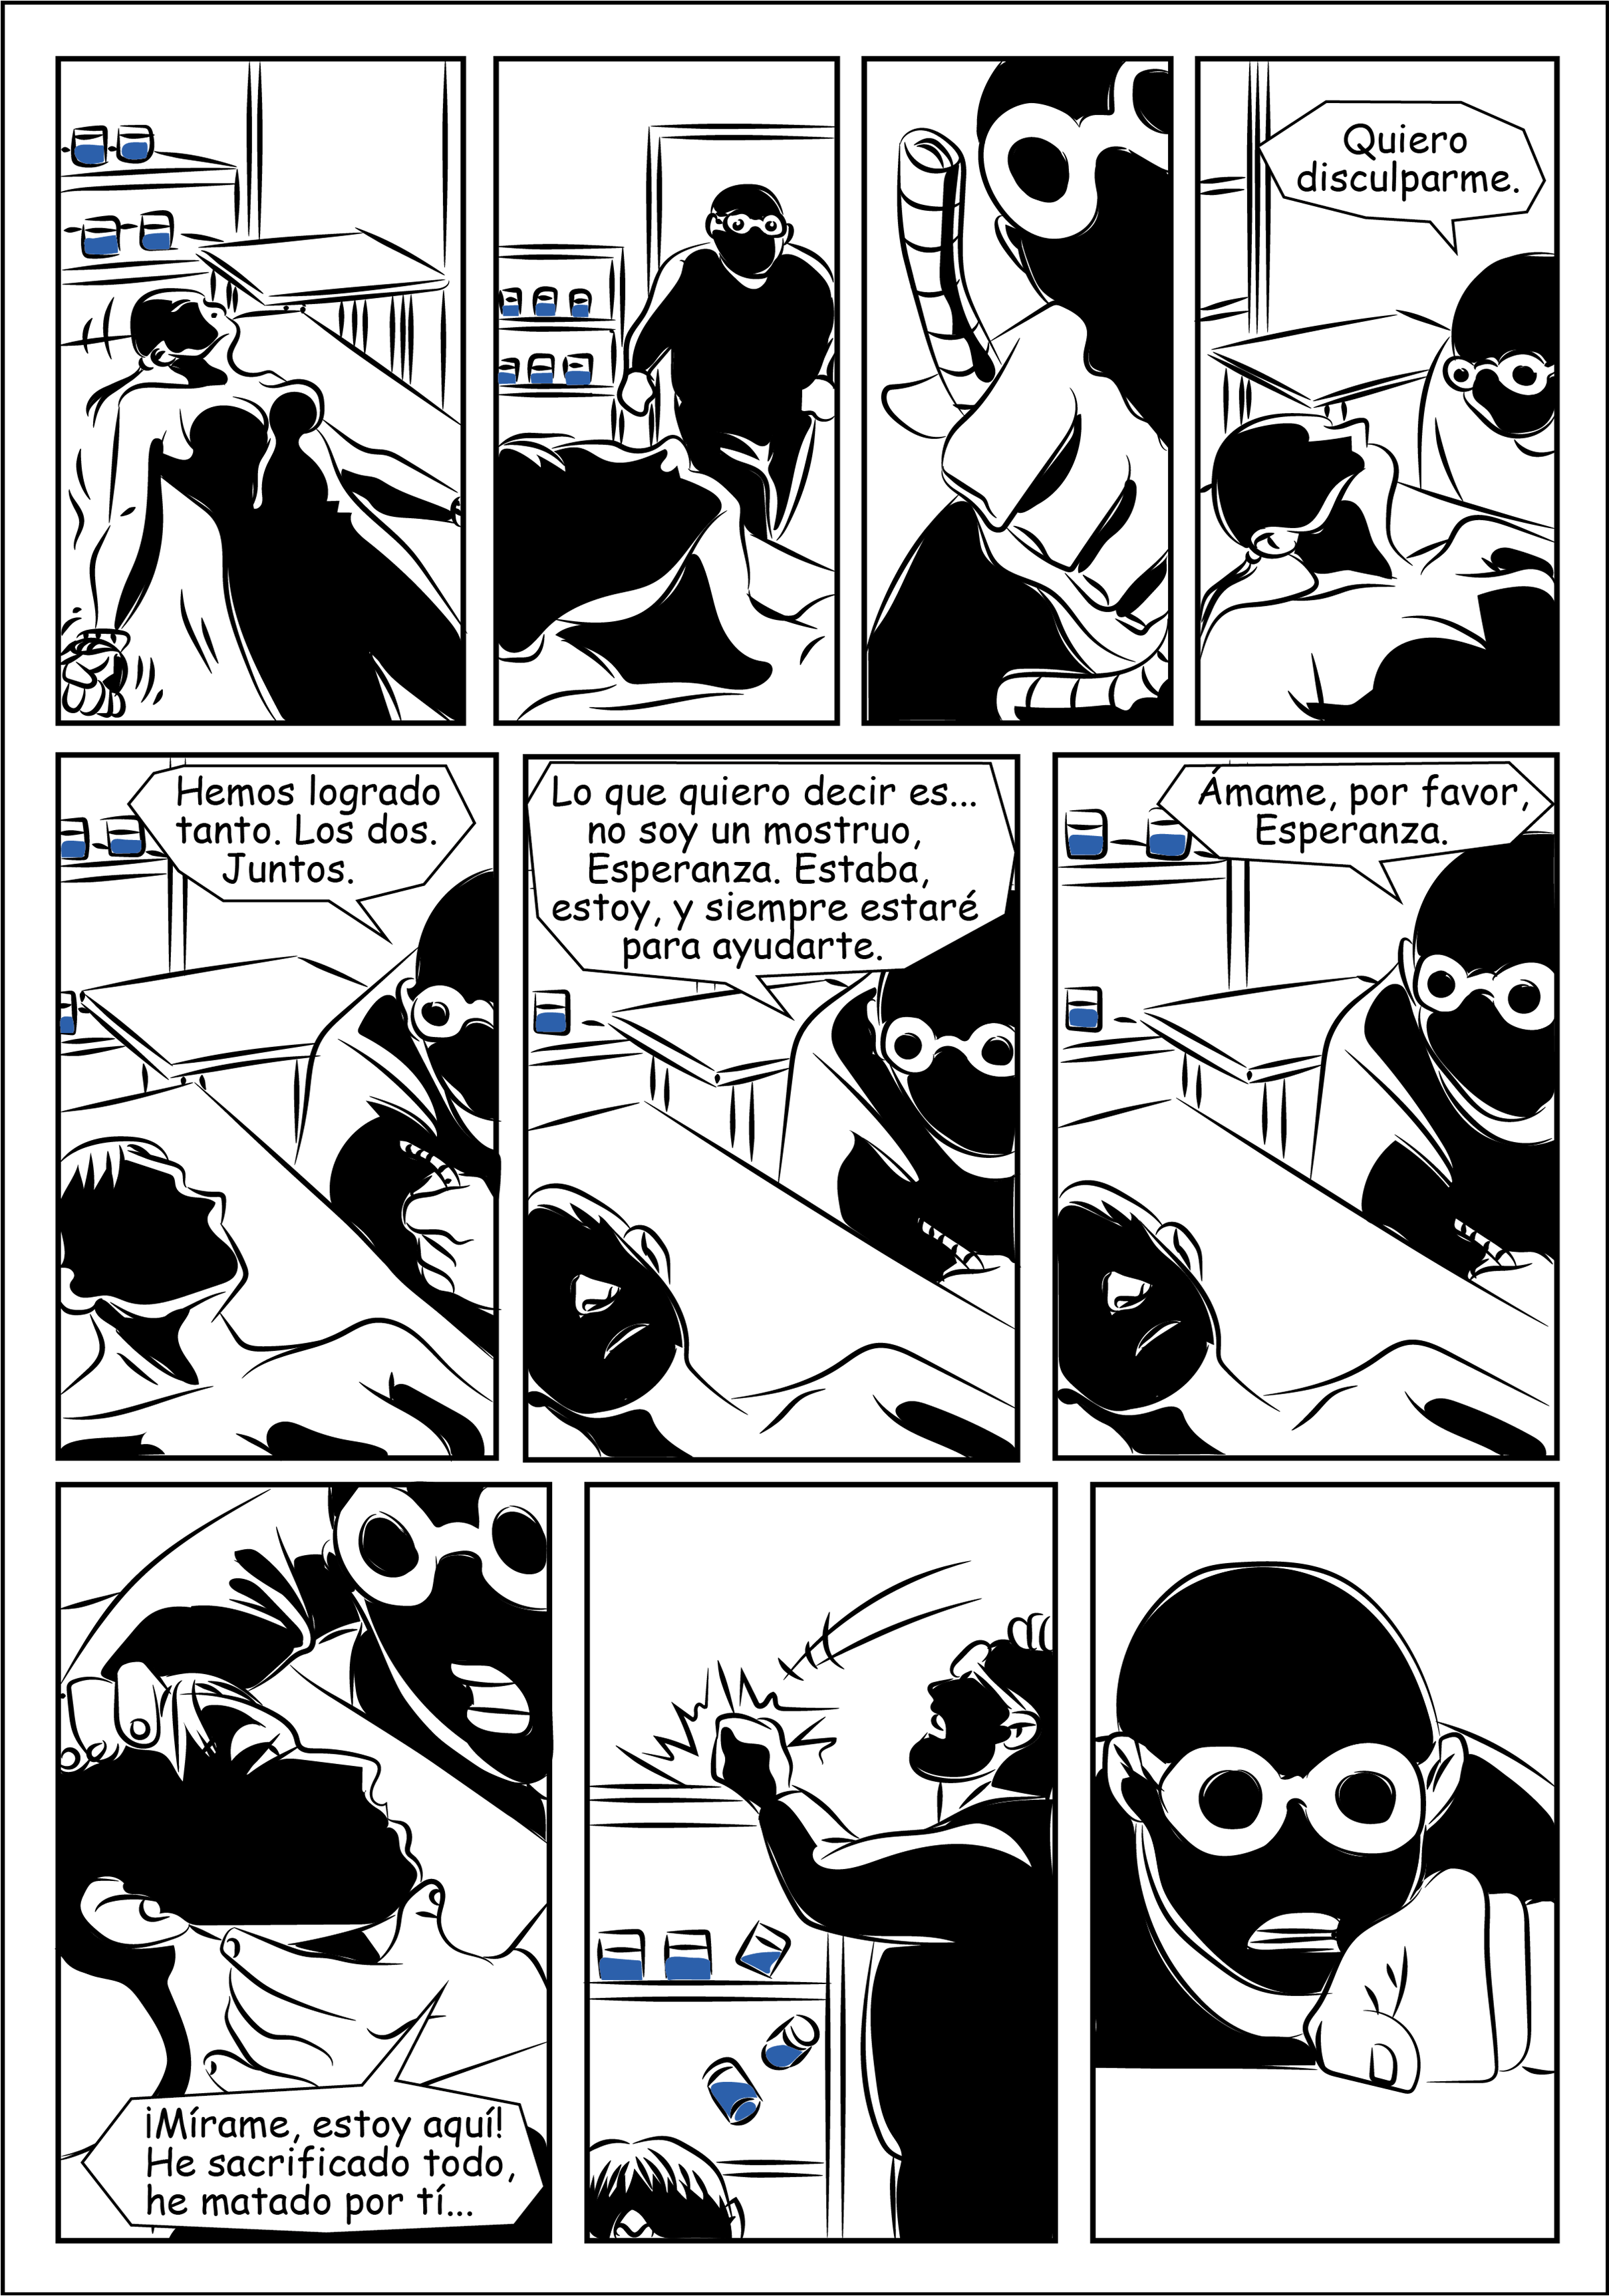 Quiero
disculparme.
Hemos logrado
tanto. Los dos.
Juntos.
Lo que quiero decir es...
no soy un mostruo,
Esperanza. Estaba,
estoy, y siempre estaré
para ayudarte.
Ámame, por favor,
Esperanza.
¡Mírame, estoy aquí!
He sacrificado todo,
he matado por tí...